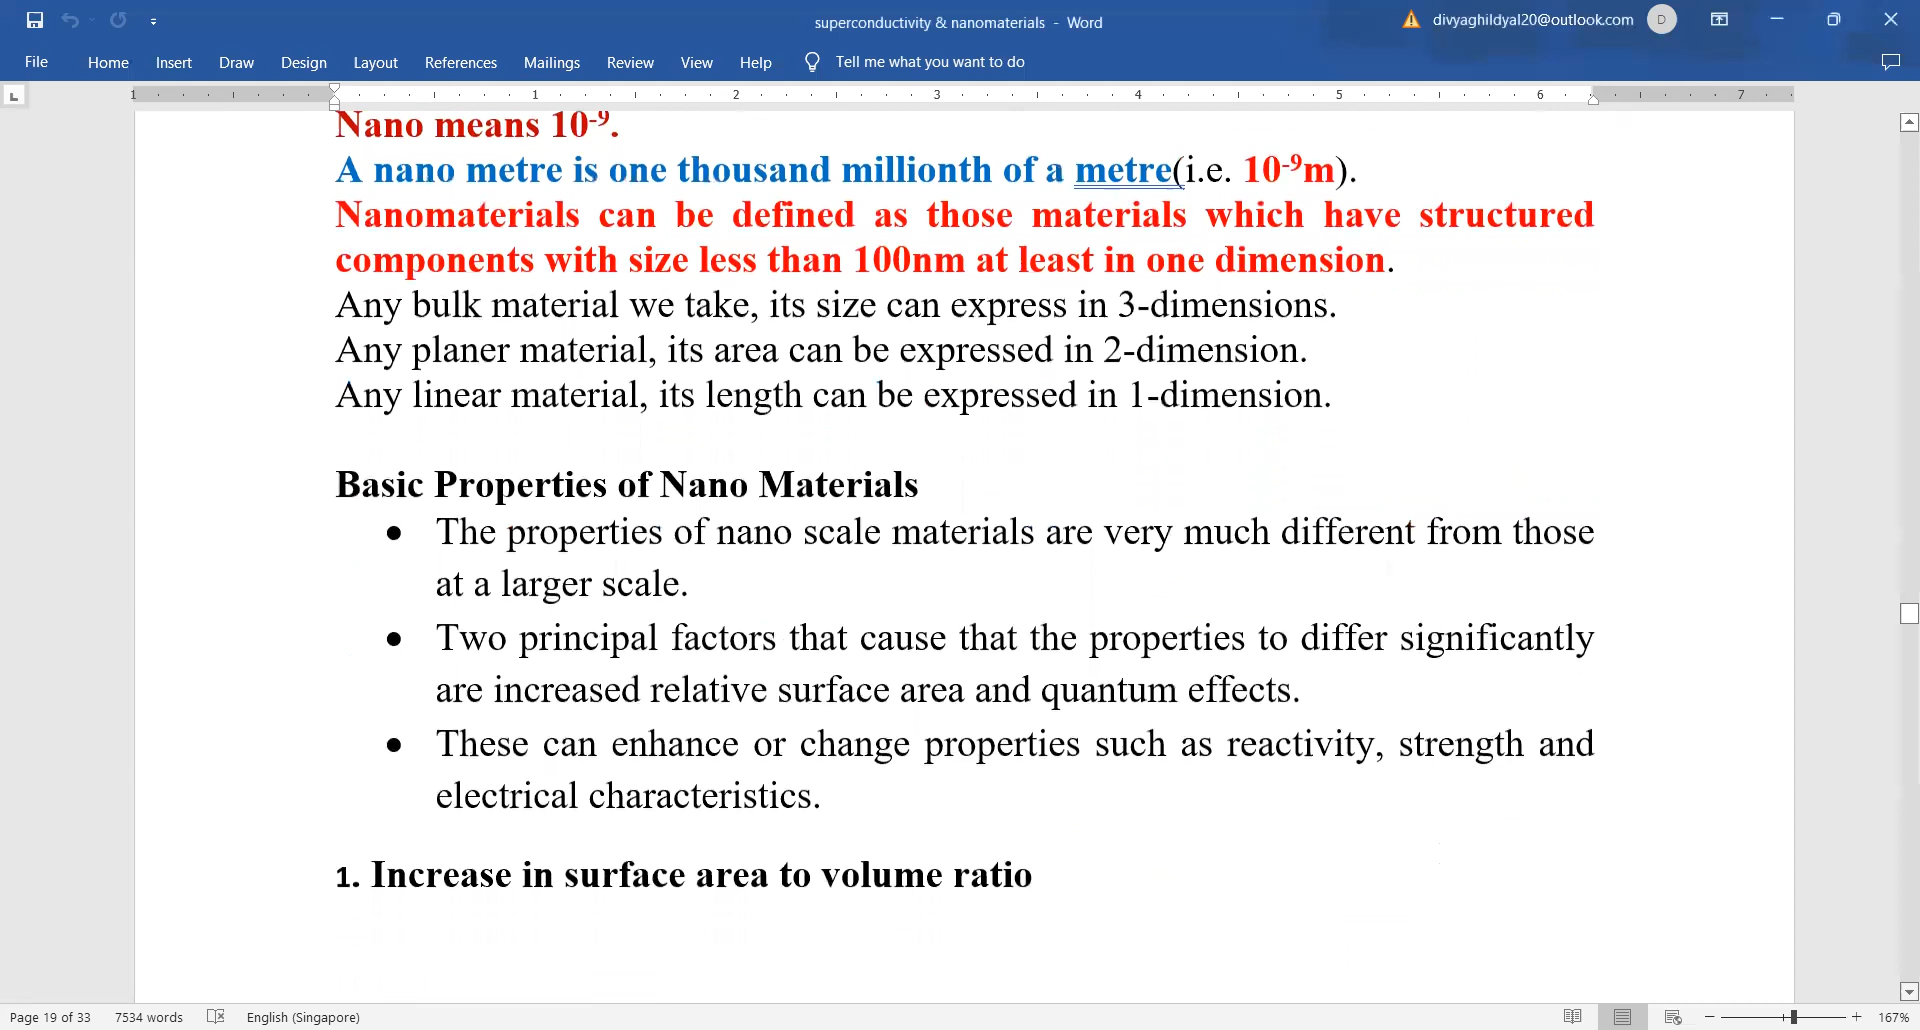 superconductivity & nanomaterials - Word
divyaghildyal20@outlook.com
D
File Home Insert Draw Design Layout References Mailings Review View Help Tell me what you want to do
1 1 2 3 4 5 6 7
Nano means 10⁻⁹.
A nano metre is one thousand millionth of a metre(i.e. 10⁻⁹m).
Nanomaterials can be defined as those materials which have structured
components with size less than 100nm at least in one dimension.
Any bulk material we take, its size can express in 3-dimensions.
Any planer material, its area can be expressed in 2-dimension.
Any linear material, its length can be expressed in 1-dimension.
Basic Properties of Nano Materials
• The properties of nano scale materials are very much different from those
at a larger scale.
• Two principal factors that cause that the properties to differ significantly
are increased relative surface area and quantum effects.
• These can enhance or change properties such as reactivity, strength and
electrical characteristics.
1. Increase in surface area to volume ratio
Page 19 of 33 7534 words English (Singapore) 167%